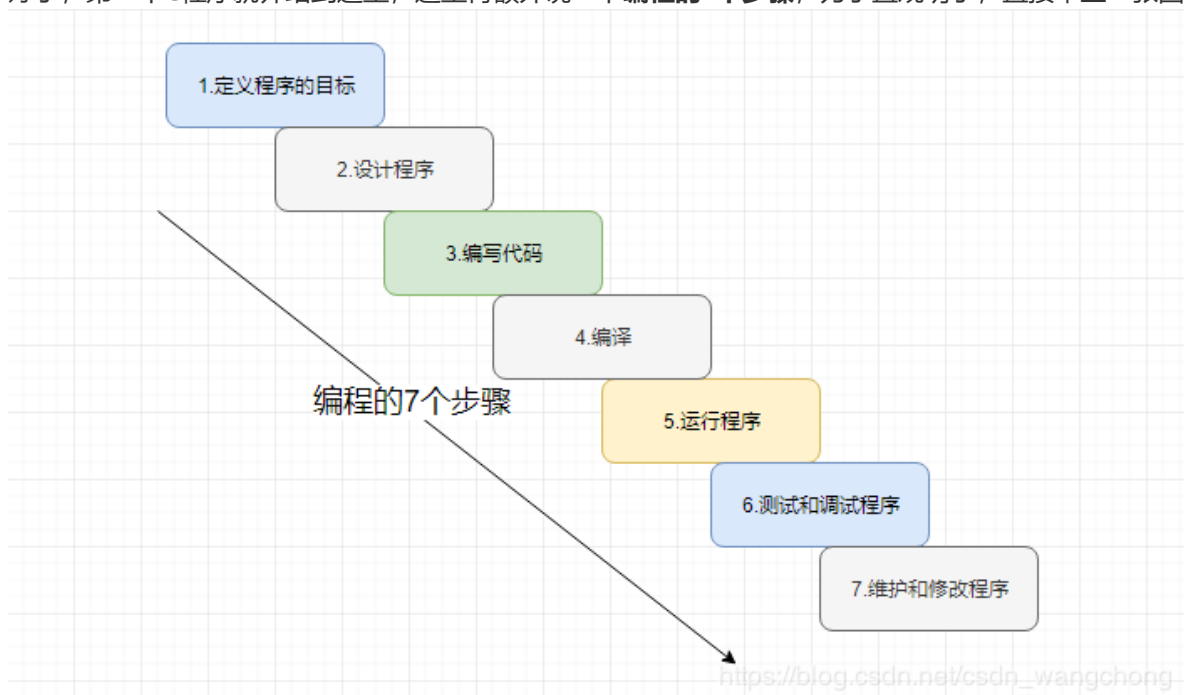 1.定义程序的目标
2.设计程序
3.编写代码
4.编译
编程的7个步骤
5.运行程序
6.测试和调试程序
7.维护和修改程序
https://blog.csdn.net/csdn_wangchong